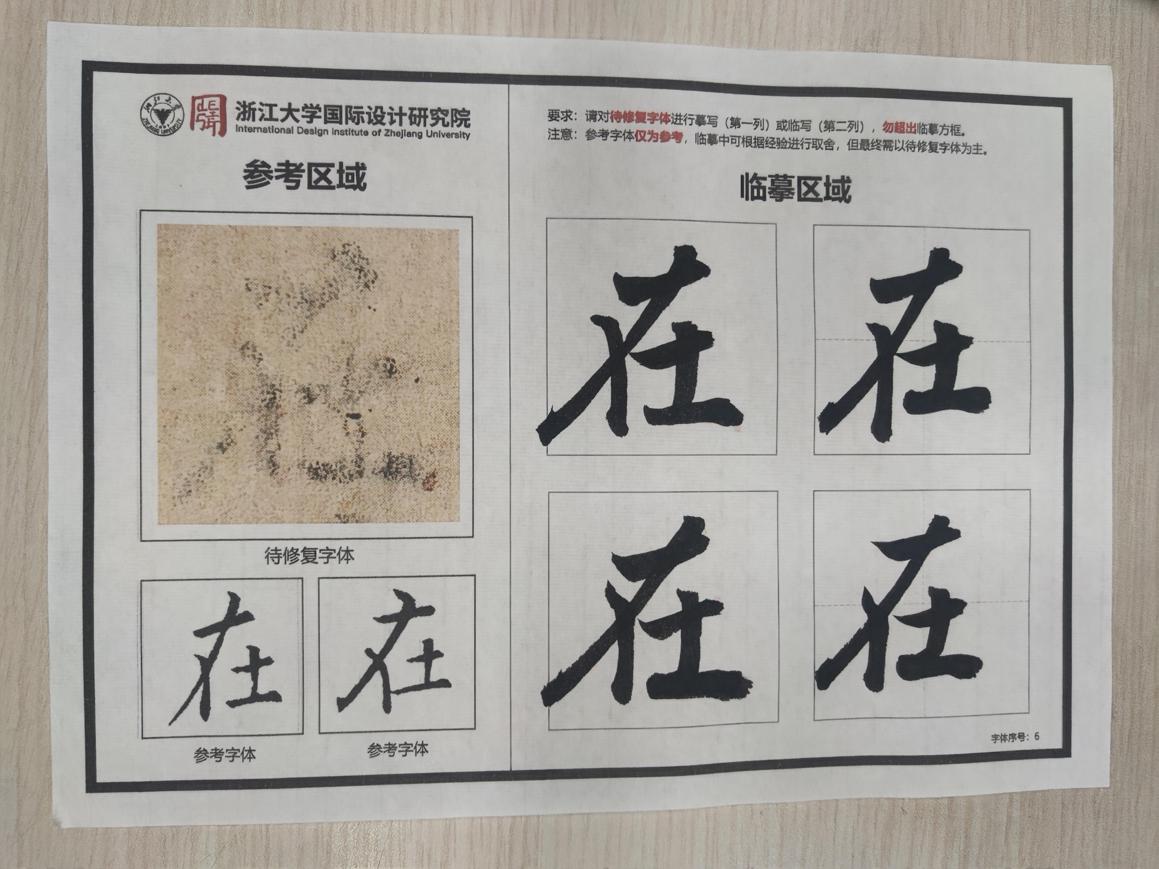 浙江大学国际设计研究院
International Design Institute of Zhejiang University
参考区域
待修复字体
在
在
参考字体
参考字体
要求：请对待修复字体进行摹写（第一列）或临写（第二列），勿超出临摹方框。
注意：参考字体仅为参考，临摹中可根据经验进行取舍，但最终需以待修复字体为主。
临摹区域
在
在
在
在
字体序号：6